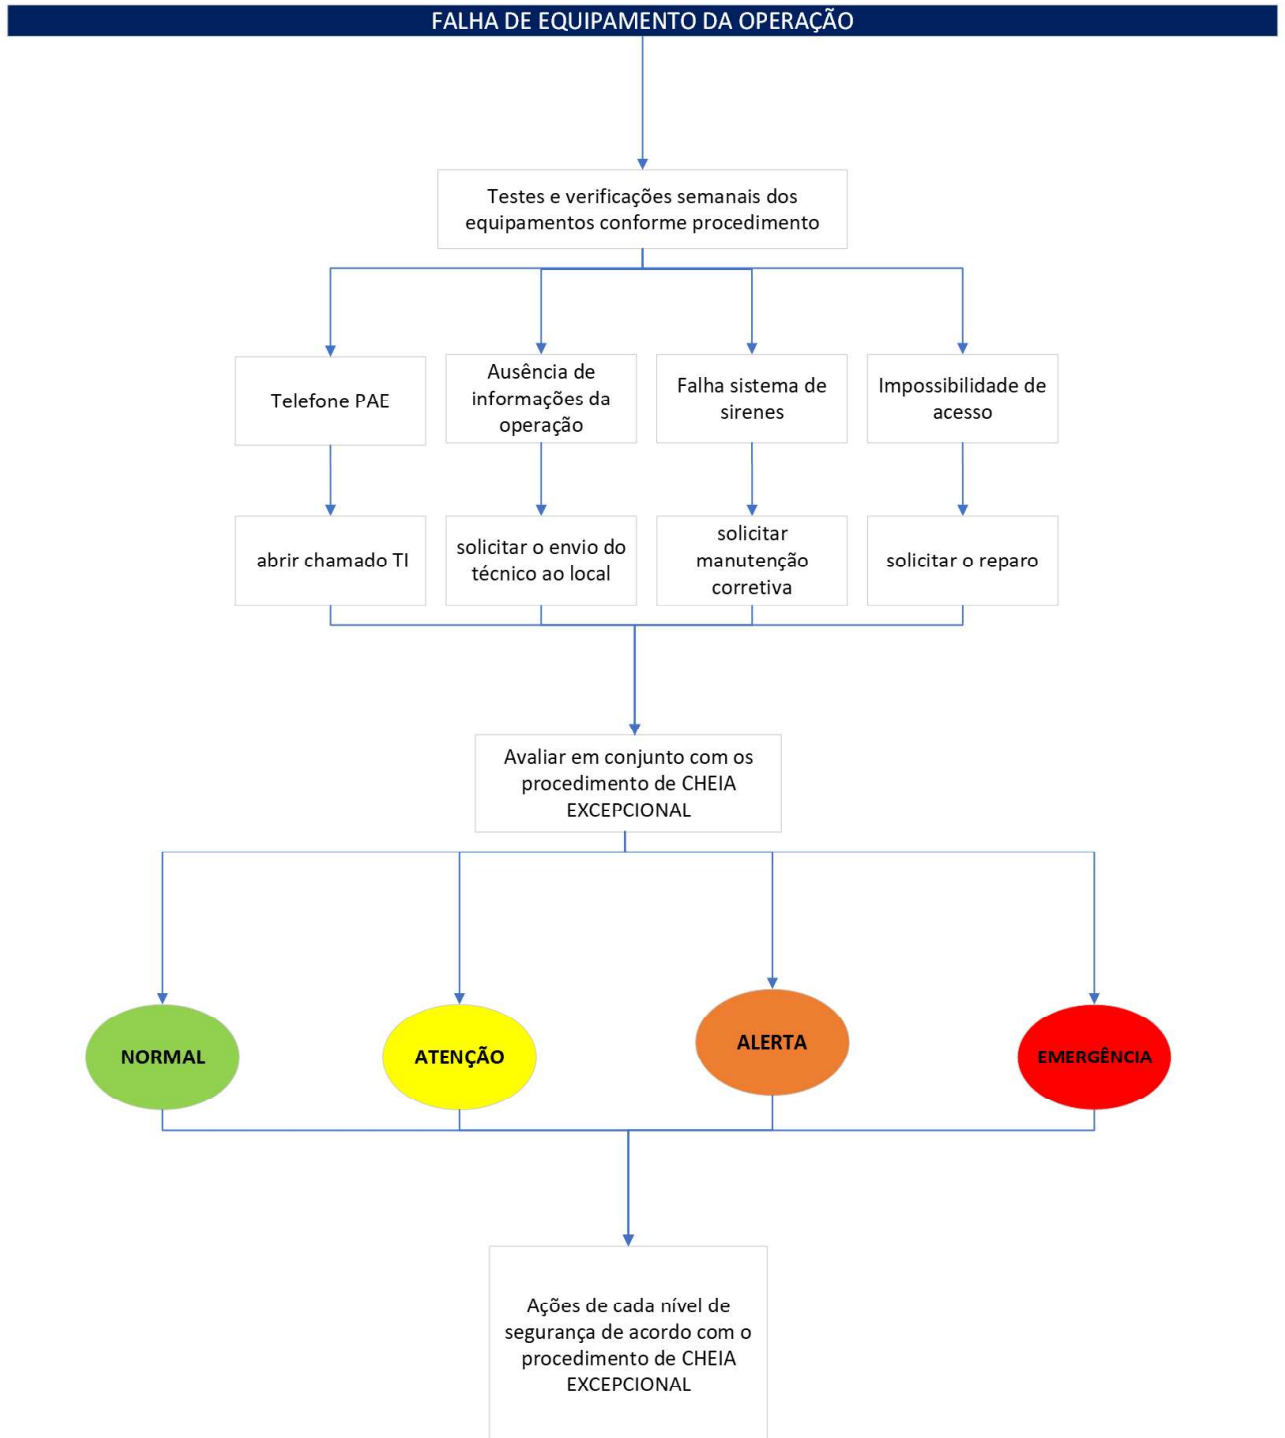 FALHA DE EQUIPAMENTO DA OPERAÇÃO
Testes e verificações semanais dos
equipamentos conforme procedimento
Telefone PAE
Ausência de
informações da
operação
Falha sistema de
sirenes
Impossibilidade de
acesso
abrir chamado TI
solicitar o envio do
técnico ao local
solicitar
manutenção
corretiva
solicitar o reparo
Avaliar em conjunto com os
procedimento de CHEIA
EXCEPCIONAL
NORMAL
ATENÇÃO
ALERTA
EMERGÊNCIA
Ações de cada nível de
segurança de acordo com o
procedimento de CHEIA
EXCEPCIONAL